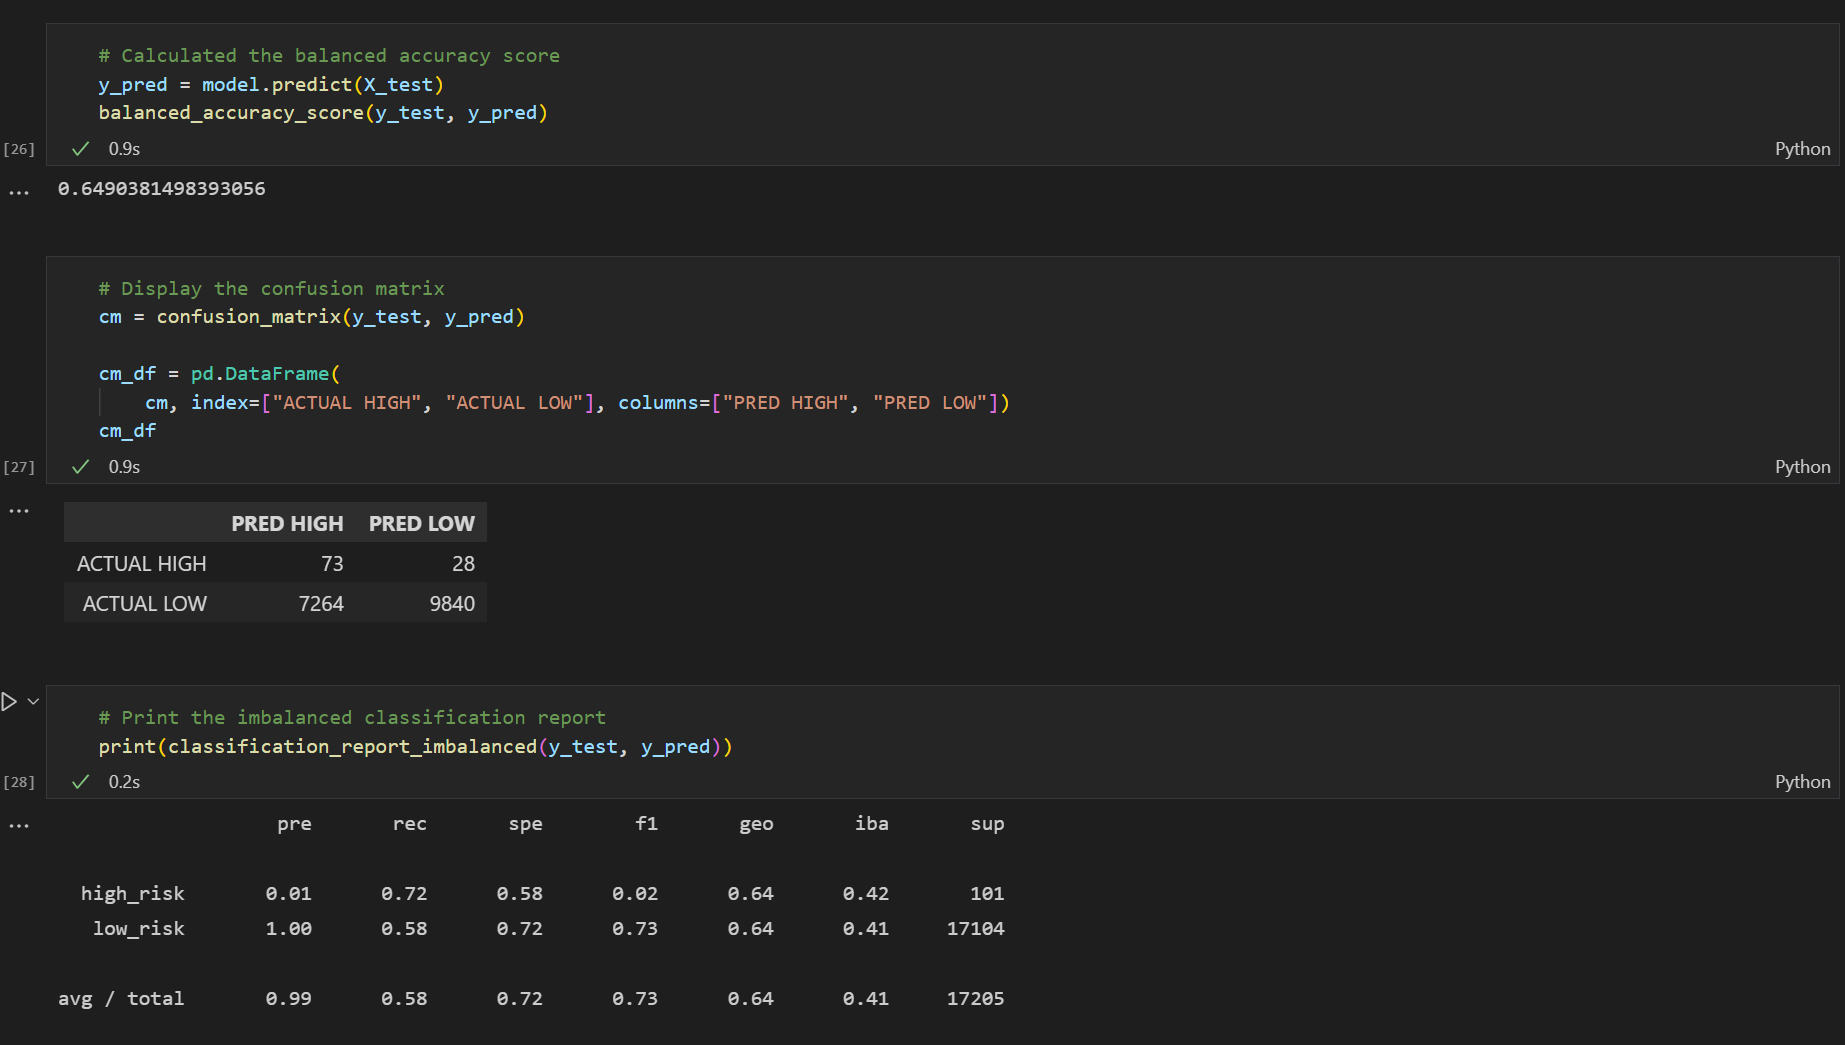 # Calculated the balanced accuracy score
y_pred = model.predict(X_test)
balanced_accuracy_score(y_test, y_pred)
[26] 0.9s Python
... 0.6490381498393056
# Display the confusion matrix
cm = confusion_matrix(y_test, y_pred)
cm_df = pd.DataFrame(
cm, index=["ACTUAL HIGH", "ACTUAL LOW"], columns=["PRED HIGH", "PRED LOW"])
cm_df
[27] 0.9s Python
...
PRED HIGH PRED LOW
ACTUAL HIGH 73 28
ACTUAL LOW 7264 9840
# Print the imbalanced classification report
print(classification_report_imbalanced(y_test, y_pred))
[28] 0.2s Python
... pre rec spe f1 geo iba sup
high_risk 0.01 0.72 0.58 0.02 0.64 0.42 101
low_risk 1.00 0.58 0.72 0.73 0.64 0.41 17104
avg / total 0.99 0.58 0.72 0.73 0.64 0.41 17205